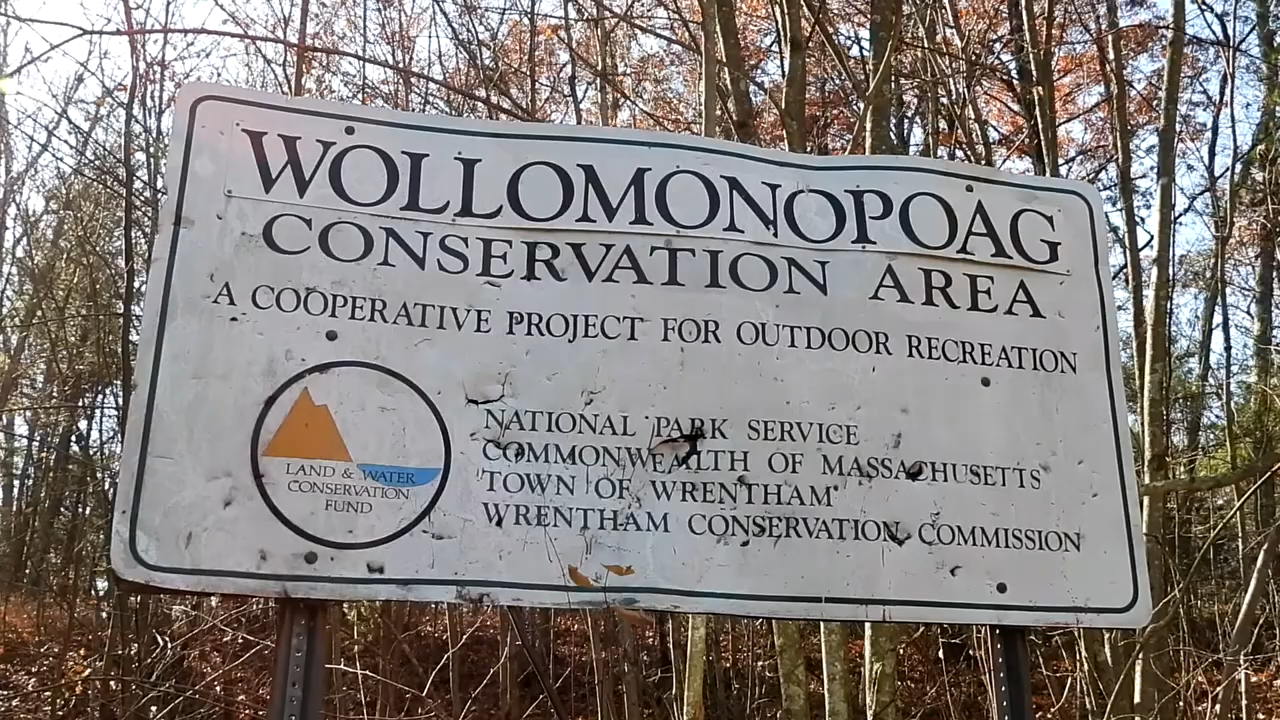 WOLLOMONOPOAG
CONSERVATION AREA
A COOPERATIVE PROJECT FOR OUTDOOR RECREATION
LAND & WATER
CONSERVATION
FUND
NATIONAL PARK SERVICE
COMMONWEALTH OF MASSACHUSETTS
TOWN OF WRENTHAM
WRENTHAM CONSERVATION COMMISSION